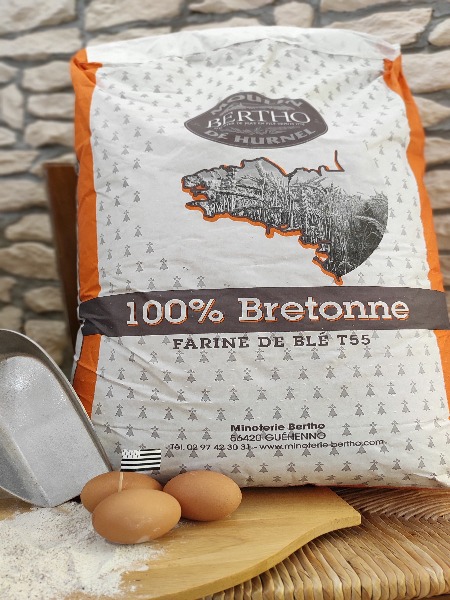 MOULIN
BERTHO
DE HURNEL
100% Bretonne
FARINE DE BLÉ T55
Minoterie Bertho
56420 GUÉHENNO
Tél. 02 97 42 30 31 - www.minoterie-bertho.com